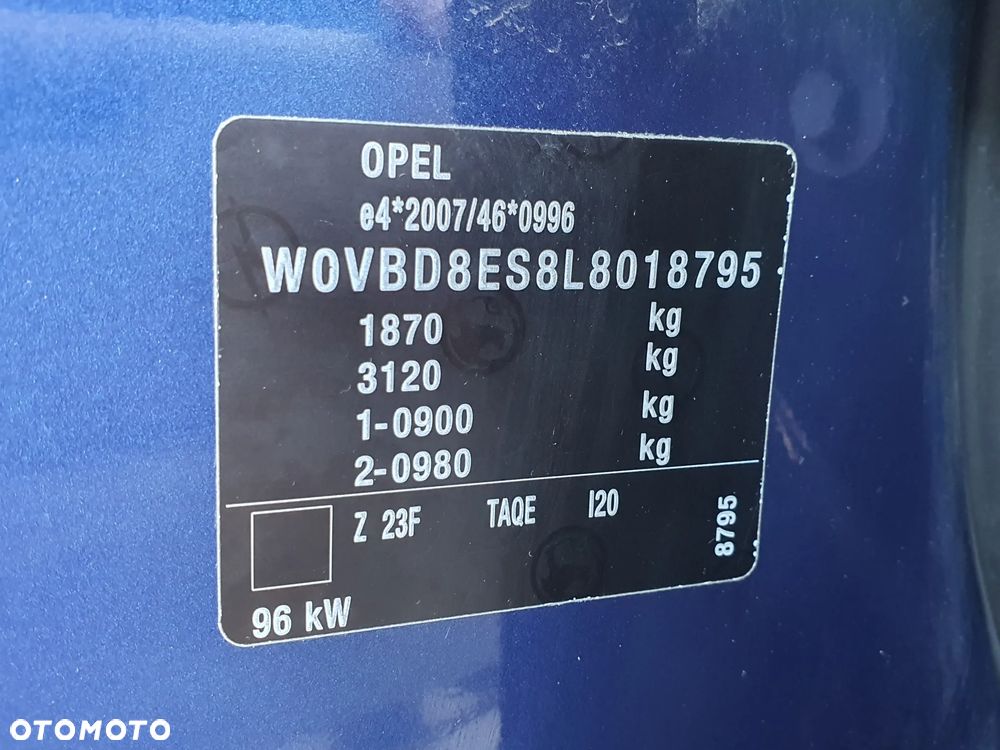 OPEL
e4*2007/46*0996
W0VBD8ES8L8018795
1870 kg
3120 kg
1-0900 kg
2-0980 kg
Z 23F TAQE I20
8795
96 kW
OTOMOTO